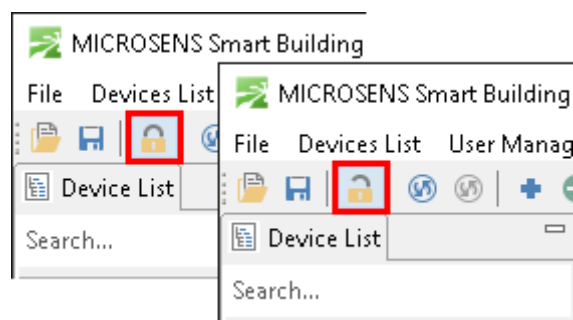 MICROSENS Smart Building
File Devices List
Device List
Search...
MICROSENS Smart Building
File Devices List User Manag
Device List
Search...